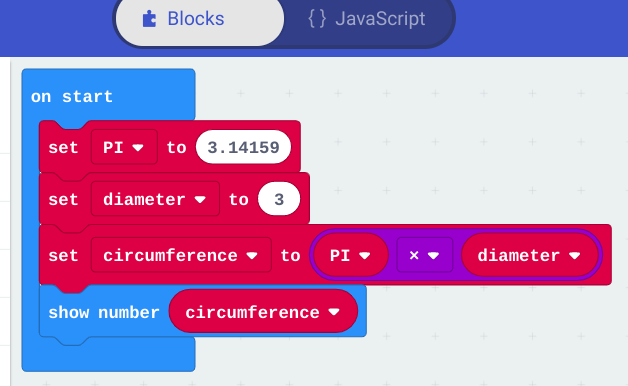 Blocks {} JavaScript
on start
set PI to 3.14159
set diameter to 3
set circumference to PI × diameter
show number circumference